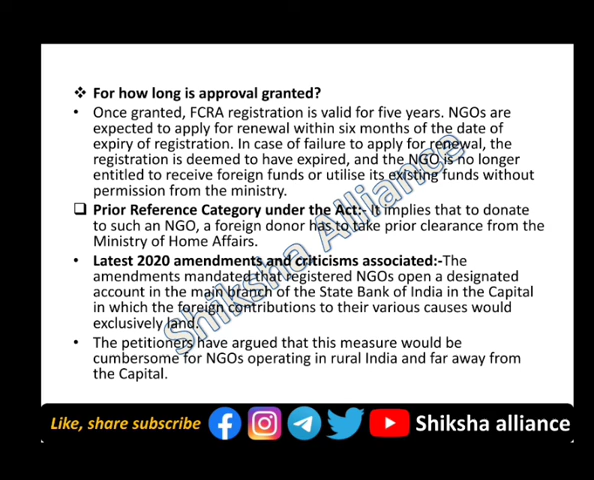 ❖ For how long is approval granted?
• Once granted, FCRA registration is valid for five years. NGOs are
expected to apply for renewal within six months of the date of
expiry of registration. In case of failure to apply for renewal, the
registration is deemed to have expired, and the NGO is no longer
entitled to receive foreign funds or utilise its existing funds without
permission from the ministry.
❑ Prior Reference Category under the Act:- It implies that to donate
to such an NGO, a foreign donor has to take prior clearance from the
Ministry of Home Affairs.
• Latest 2020 amendments and criticisms associated:-The
amendments mandated that registered NGOs open a designated
account in the main branch of the State Bank of India in the Capital
in which the foreign contributions to their various causes would
exclusively land.
• The petitioners have argued that this measure would be
cumbersome for NGOs operating in rural India and far away from
the Capital.
Shiksha Alliance
Like, share subscribe Shiksha alliance